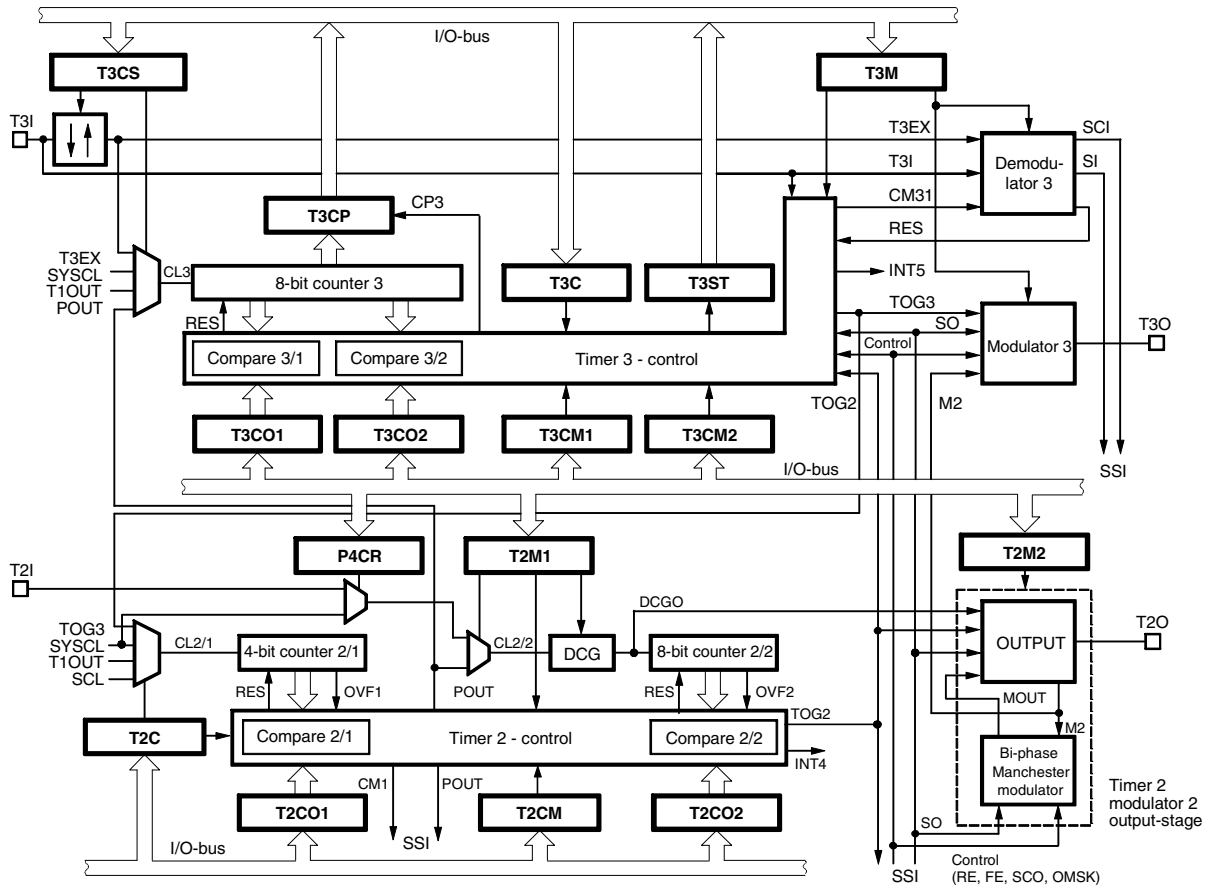 I/O-bus
T3CS
T3M
T3I
T3EX
SCI
T3I
SI
Demodu-
lator 3
CP3
CM31
T3CP
RES
T3EX
SYSCL
T1OUT
POUT
CL3
8-bit counter 3
T3C
T3ST
INT5
RES
TOG3
SO
T3O
Compare 3/1
Compare 3/2
Timer 3 - control
Control
Modulator 3
TOG2
M2
T3CO1
T3CO2
T3CM1
T3CM2
I/O-bus
SSI
P4CR
T2M1
T2M2
T2I
DCGO
TOG3
SYSCL
T1OUT
SCL
CL2/1
4-bit counter 2/1
CL2/2
DCG
8-bit counter 2/2
OUTPUT
T2O
RES
OVF1
POUT
RES
OVF2
MOUT
TOG2
M2
T2C
Compare 2/1
Timer 2 - control
Compare 2/2
INT4
Bi-phase
Manchester
modulator
CM1
POUT
Timer 2
modulator 2
output-stage
T2CO1
T2CM
T2CO2
SSI
SO
I/O-bus
SSI
Control
(RE, FE, SCO, OMSK)